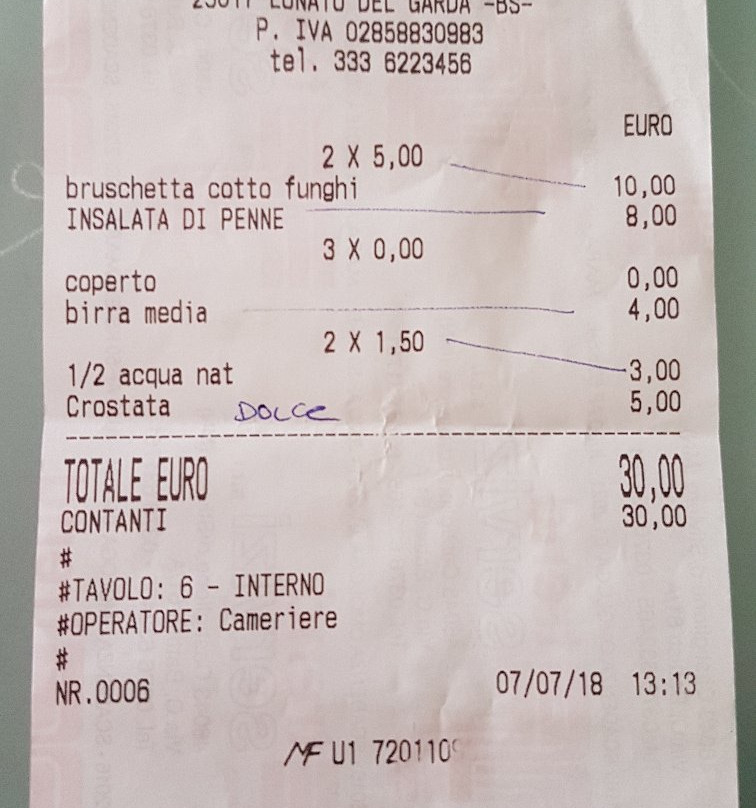 25017 LONATO DEL GARDA -BS-
P. IVA 02858830983
tel. 333 6223456
EURO
2 X 5,00
bruschetta cotto funghi 10,00
INSALATA DI PENNE 8,00
3 X 0,00
coperto 0,00
birra media 4,00
2 X 1,50
1/2 acqua nat 3,00
Crostata DOLCE 5,00
TOTALE EURO 30,00
CONTANTI 30,00
#
#TAVOLO: 6 - INTERNO
#OPERATORE: Cameriere
#
NR.0006 07/07/18 13:13
MF U1 7201109